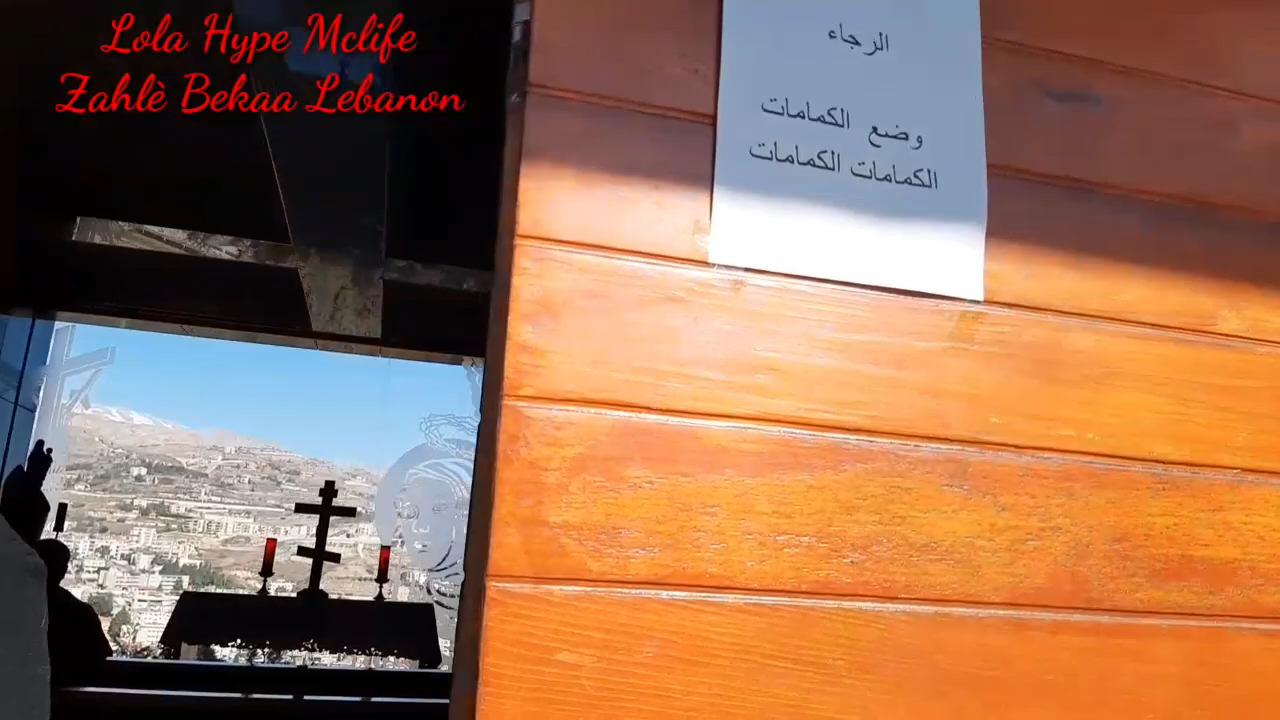 Lola Hype Mclife
Zahlè Bekaa Lebanon
الرجاء
وضع الكمامات
الكمامات الكمامات